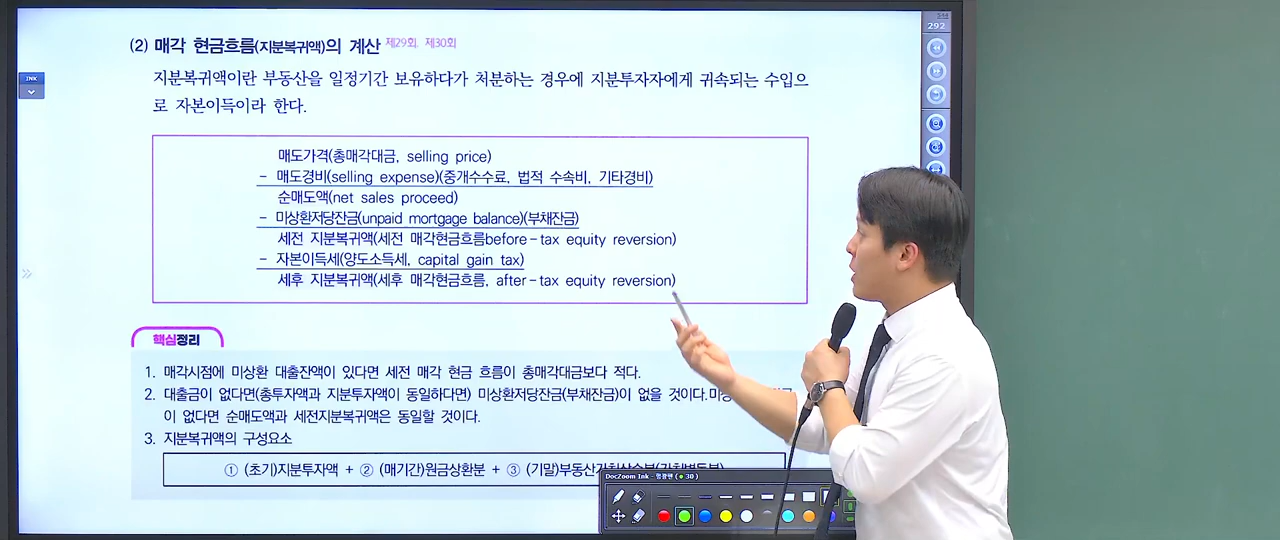 (2) 매각 현금흐름(지분복귀액)의 계산 제29회, 제30회
지분복귀액이란 부동산을 일정기간 보유하다가 처분하는 경우에 지분투자자에게 귀속되는 수입으
로 자본이득이라 한다.
매도가격(총매각대금, selling price)
- 매도경비(selling expense)(중개수수료, 법적 수속비, 기타경비)
순매도액(net sales proceed)
- 미상환저당잔금(unpaid mortgage balance)(부채잔금)
세전 지분복귀액(세전 매각현금흐름before-tax equity reversion)
- 자본이득세(양도소득세, capital gain tax)
세후 지분복귀액(세후 매각현금흐름, after-tax equity reversion)
핵심정리
1. 매각시점에 미상환 대출잔액이 있다면 세전 매각 현금 흐름이 총매각대금보다 적다.
2. 대출금이 없다면(총투자액과 지분투자액이 동일하다면) 미상환저당잔금(부채잔금)이 없을 것이다.
이 없다면 순매도액과 세전지분복귀액은 동일할 것이다.
3. 지분복귀액의 구성요소
① (초기)지분투자액 + ② (매기간)원금상환분 + ③ (기말)
INK
292
DocZoom Ink - 형광펜 ( 30 )